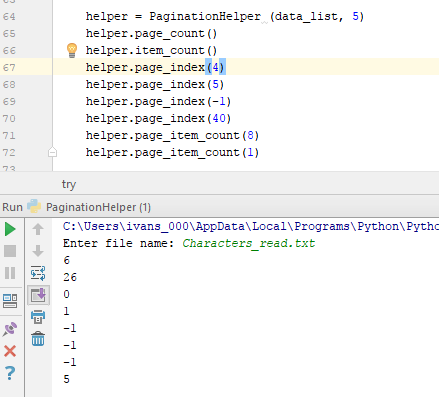 63
64 helper = PaginationHelper (data_list, 5)
65 helper.page_count()
66 helper.item_count()
67 helper.page_index(4)
68 helper.page_index(5)
69 helper.page_index(-1)
70 helper.page_index(40)
71 helper.page_item_count(8)
72 helper.page_item_count(1)
73
try
Run PaginationHelper (1)
C:\Users\ivans_000\AppData\Local\Programs\Python\Pytho
Enter file name: Characters_read.txt
6
26
0
1
-1
-1
-1
5